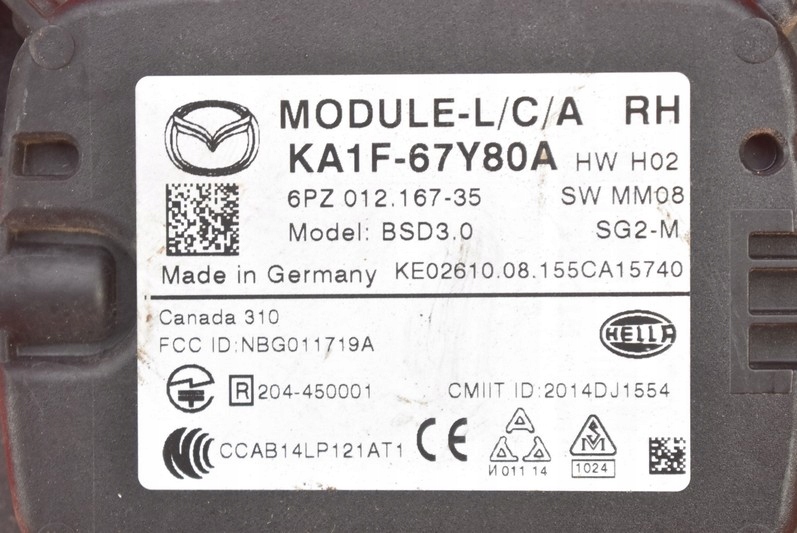 MODULE-L/C/A RH
KA1F-67Y80A HW H02
6PZ 012.167-35 SW MM08
Model: BSD3.0 SG2-M
Made in Germany KE02610.08.155CA15740
Canada 310
FCC ID:NBG011719A
HELLA
R 204-450001 CMIIT ID:2014DJ1554
CCAB14LP121AT1 CE
И 011 14
1024